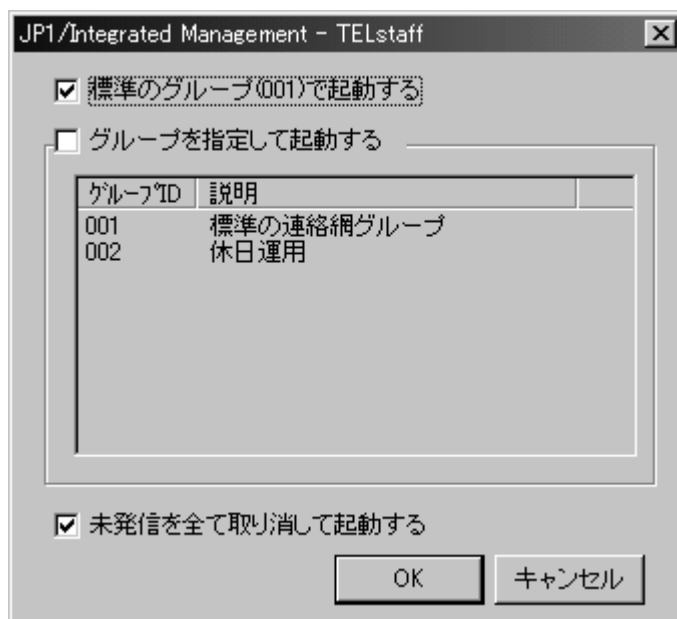 JP1/Integrated Management - TELstaff
標準のグループ(001)で起動する
グループを指定して起動する
ｸﾞﾙｰﾌﾟID 説明
001 標準の連絡網グループ
002 休日運用
未発信を全て取り消して起動する
OK キャンセル